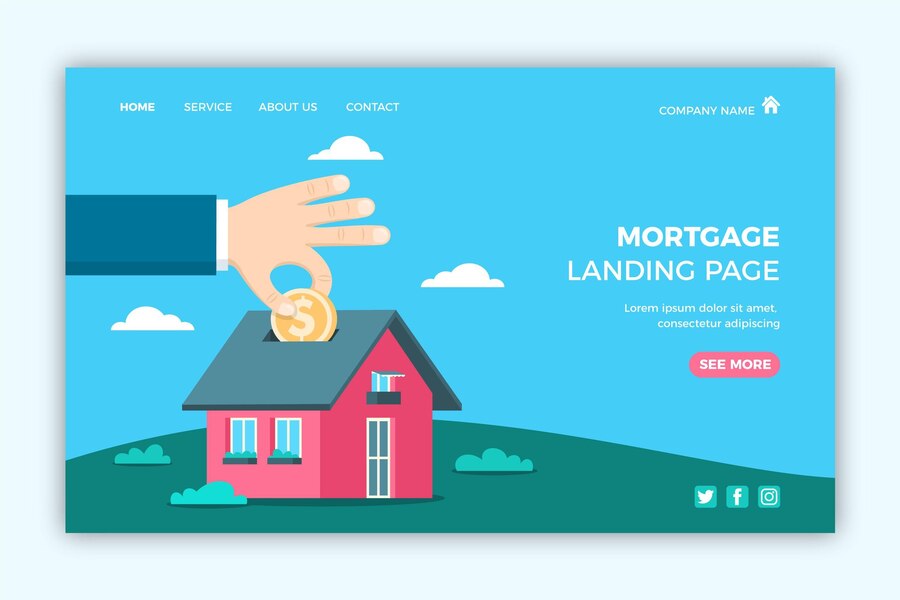 HOME SERVICE ABOUT US CONTACT
COMPANY NAME
MORTGAGE
LANDING PAGE
Lorem ipsum dolor sit amet,
consectetur adipiscing
SEE MORE
$